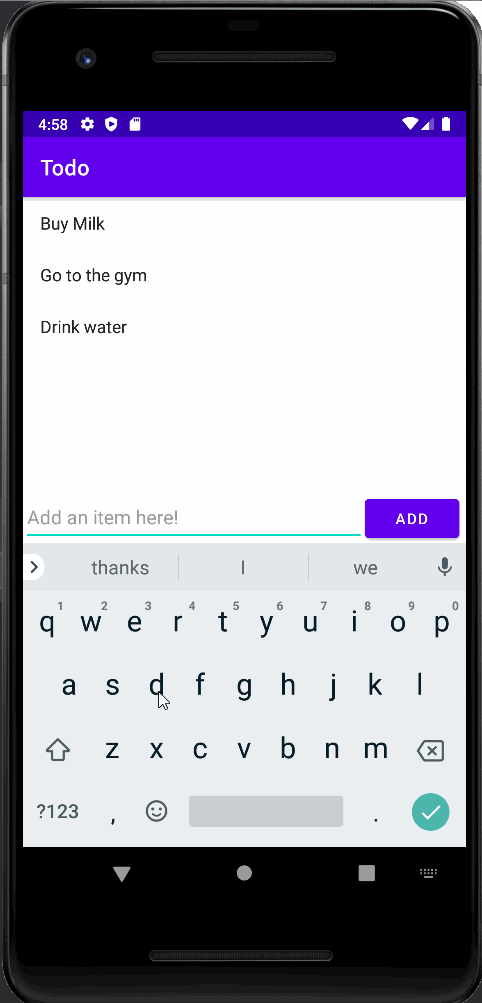 4:58
Todo
Buy Milk
Go to the gym
Drink water
Add an item here! ADD
thanks I we
1 2 3 4 5 6 7 8 9 0
q w e r t y u i o p
a s d f g h j k l
z x c v b n m
?123 , .